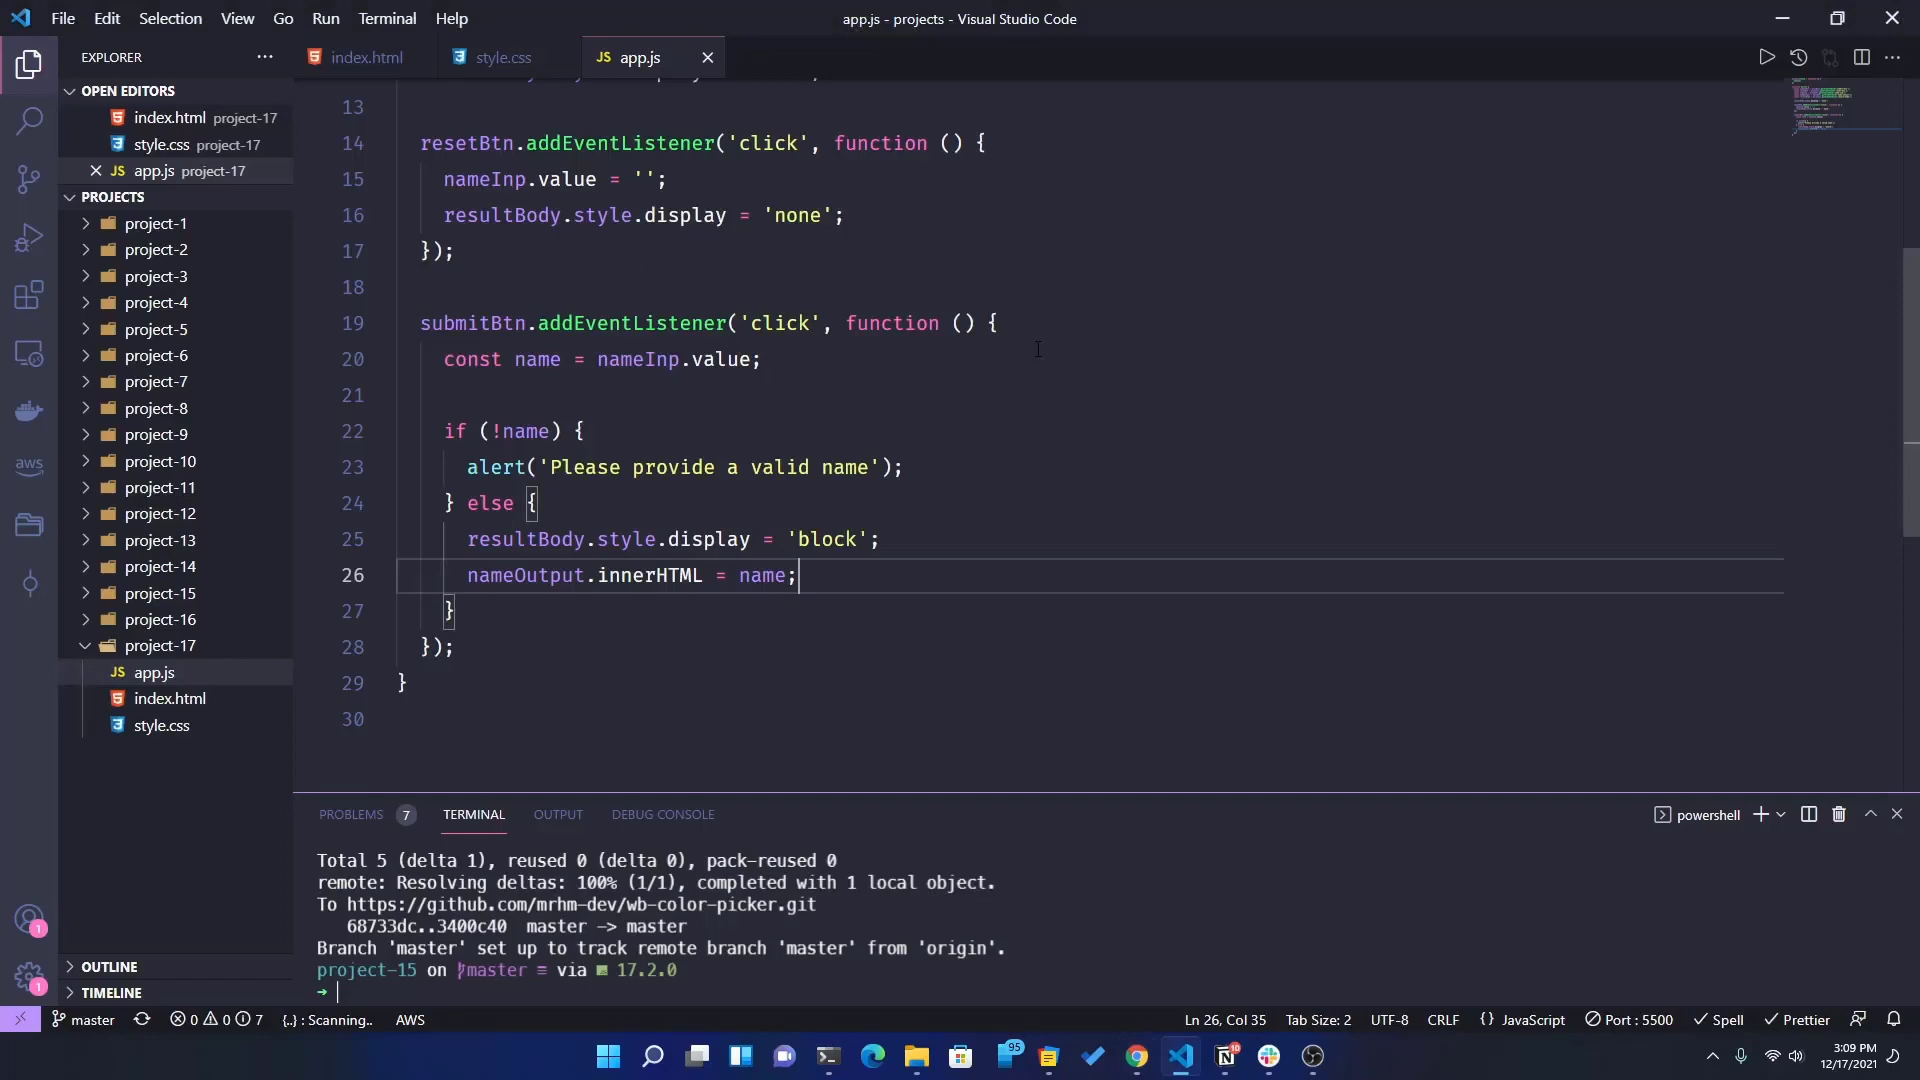 File Edit Selection View Go Run Terminal Help
app.js - projects - Visual Studio Code
EXPLORER
OPEN EDITORS
index.html project-17
style.css project-17
JS app.js project-17
PROJECTS
project-1
project-2
project-3
project-4
project-5
project-6
project-7
project-8
project-9
project-10
project-11
project-12
project-13
project-14
project-15
project-16
project-17
JS app.js
index.html
style.css
OUTLINE
TIMELINE
aws
1
1
index.html
style.css
JS app.js
13
14 resetBtn.addEventListener('click', function () {
15 nameInp.value = '';
16 resultBody.style.display = 'none';
17 });
18
19 submitBtn.addEventListener('click', function () {
20 const name = nameInp.value;
21
22 if (!name) {
23 alert('Please provide a valid name');
24 } else {
25 resultBody.style.display = 'block';
26 nameOutput.innerHTML = name;
27 }
28 });
29 }
30
PROBLEMS 7 TERMINAL OUTPUT DEBUG CONSOLE
powershell
Total 5 (delta 1), reused 0 (delta 0), pack-reused 0
remote: Resolving deltas: 100% (1/1), completed with 1 local object.
To https://github.com/mrhm-dev/wb-color-picker.git
68733dc..3400c40 master -> master
Branch 'master' set up to track remote branch 'master' from 'origin'.
project-15 on master ≡ via 17.2.0
→
master 0 0 7 {..} : Scanning.. AWS
Ln 26, Col 35 Tab Size: 2 UTF-8 CRLF {} JavaScript Port : 5500 Spell Prettier
95
10
3:09 PM
12/17/2021